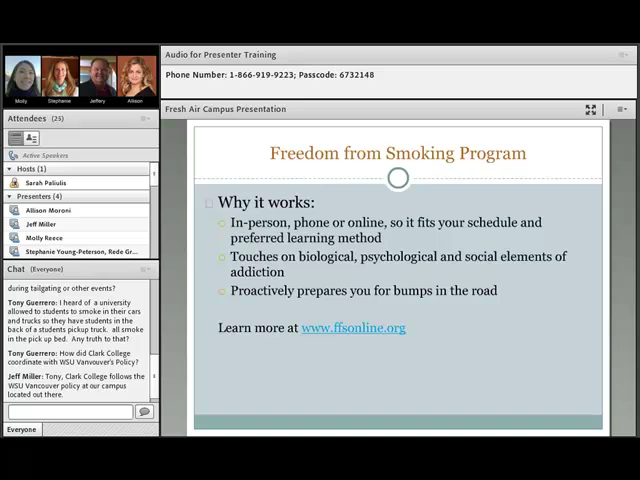 Molly
Stephanie
Jeffery
Allison
Attendees (25)
Active Speakers
Hosts (1)
Sarah Paliulis
Presenters (4)
Allison Moroni
Jeff Miller
Molly Reece
Stephanie Young-Peterson, Rede Gr...
Chat (Everyone)
during tailgating or other events?
Tony Guerrero: I heard of a university
allowed to students to smoke in their cars
and trucks so they have students in the
back of a students pickup truck. all smoke
in the pick up bed. Any truth to that?
Tony Guerrero: How did Clark College
coordinate with WSU Vanvouver's Policy?
Jeff Miller: Tony, Clark College follows the
WSU Vancouver policy at our campus
located out there.
Everyone
Audio for Presenter Training
Phone Number: 1-866-919-9223; Passcode: 6732148
Fresh Air Campus Presentation
Freedom from Smoking Program
Why it works:
In-person, phone or online, so it fits your schedule and
preferred learning method
Touches on biological, psychological and social elements of
addiction
Proactively prepares you for bumps in the road
Learn more at www.ffsonline.org